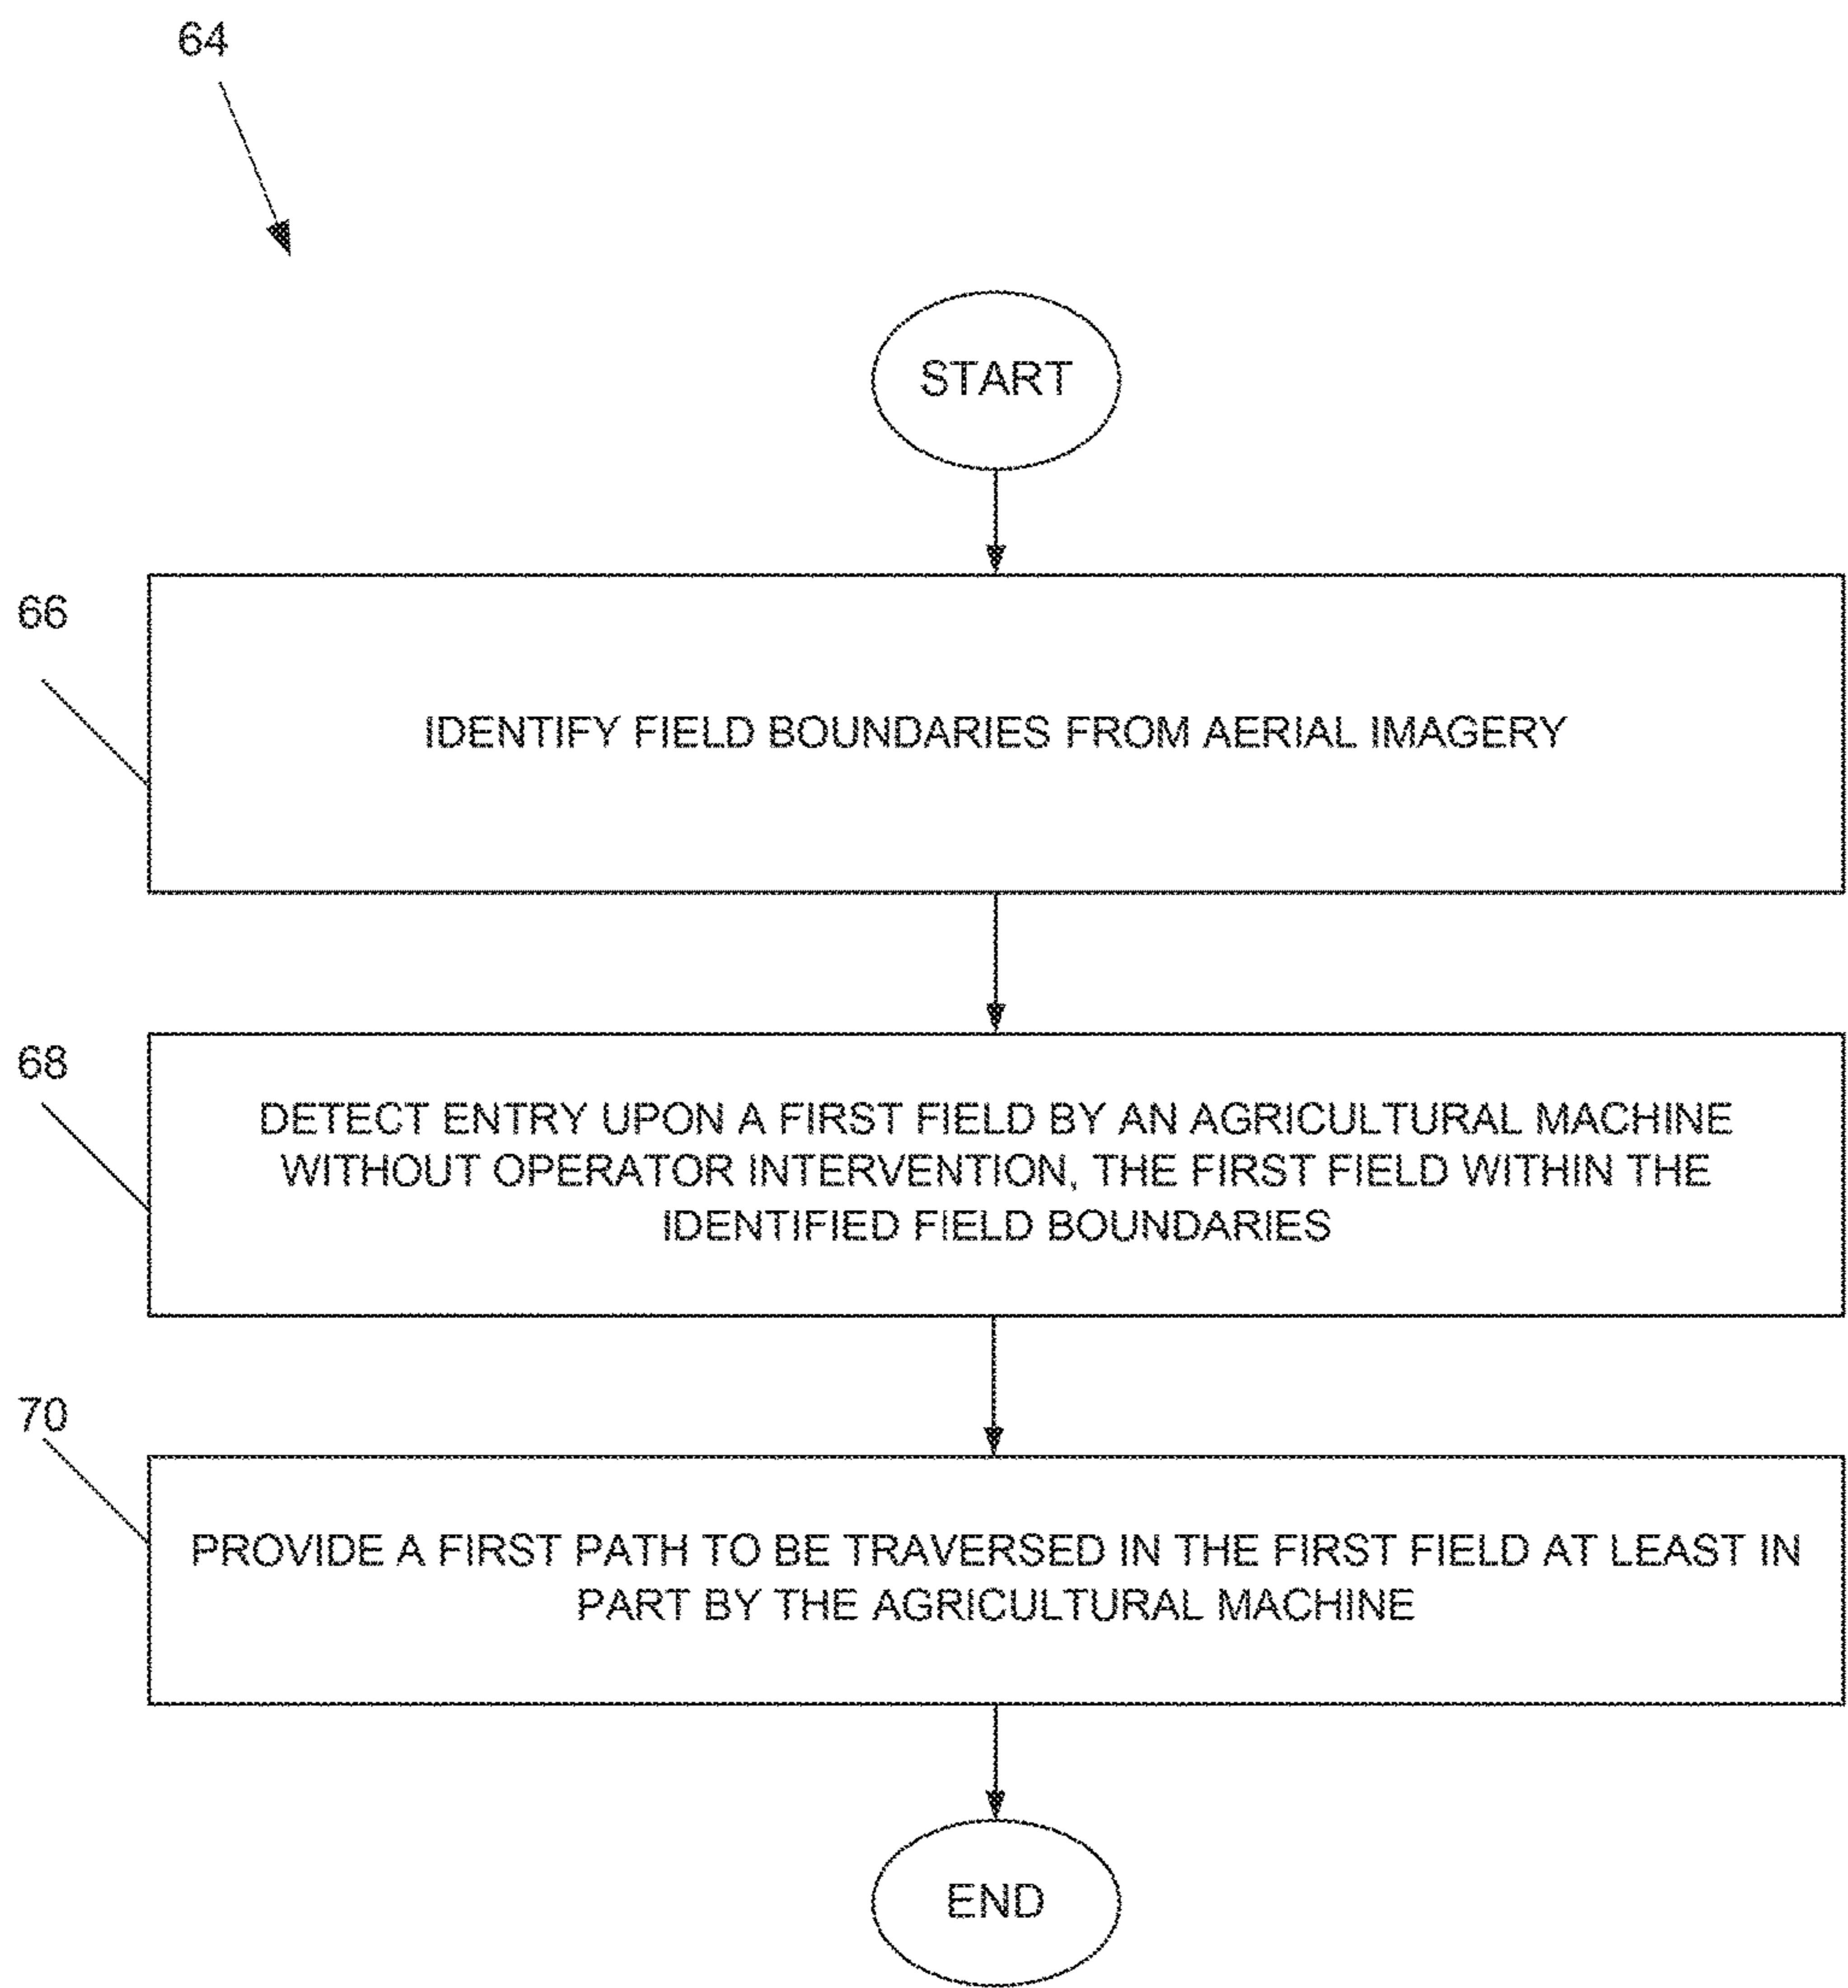 64
START
66
IDENTIFY FIELD BOUNDARIES FROM AERIAL IMAGERY
68
DETECT ENTRY UPON A FIRST FIELD BY AN AGRICULTURAL MACHINE
WITHOUT OPERATOR INTERVENTION, THE FIRST FIELD WITHIN THE
IDENTIFIED FIELD BOUNDARIES
70
PROVIDE A FIRST PATH TO BE TRAVERSED IN THE FIRST FIELD AT LEAST IN
PART BY THE AGRICULTURAL MACHINE
END